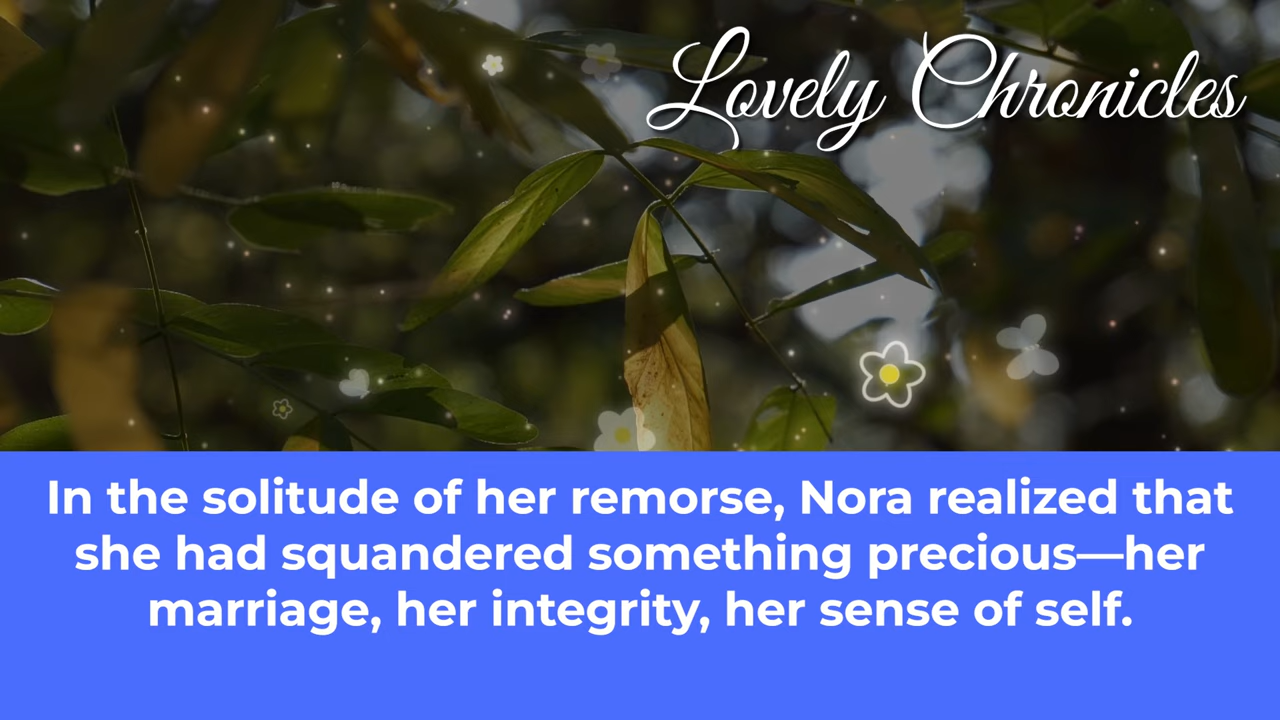 Lovely Chronicles
In the solitude of her remorse, Nora realized that
she had squandered something precious—her
marriage, her integrity, her sense of self.